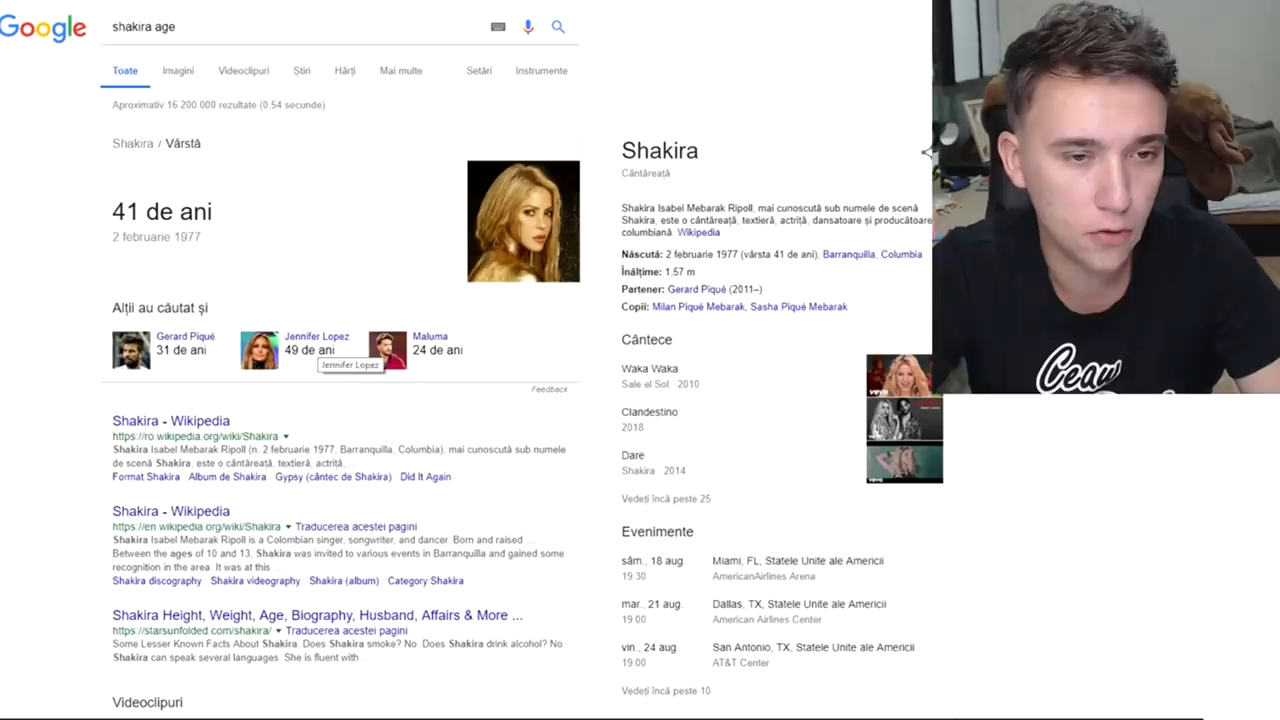 Google
shakira age
Toate Imagini Videoclipuri Știri Hărți Mai multe Setări Instrumente
Aproximativ 16 200 000 rezultate (0,54 secunde)
Shakira / Vârstă
41 de ani
2 februarie 1977
Alții au căutat și
Gerard Piqué
31 de ani
Jennifer Lopez
49 de ani
Jennifer Lopez
Maluma
24 de ani
Feedback
Shakira - Wikipedia
https://ro.wikipedia.org/wiki/Shakira
Shakira Isabel Mebarak Ripoll (n. 2 februarie 1977, Barranquilla, Columbia), mai cunoscută sub numele
de scenă Shakira, este o cântăreață, textieră, actriță, ...
Format Shakira Album de Shakira Gypsy (cântec de Shakira) Did It Again
Shakira - Wikipedia
https://en.wikipedia.org/wiki/Shakira Traducerea acestei pagini
Shakira Isabel Mebarak Ripoll is a Colombian singer, songwriter, and dancer. Born and raised ...
Between the ages of 10 and 13, Shakira was invited to various events in Barranquilla and gained some
recognition in the area. It was at this ...
Shakira discography Shakira videography Shakira (album) Category Shakira
Shakira Height, Weight, Age, Biography, Husband, Affairs & More ...
https://starsunfolded.com/shakira/ Traducerea acestei pagini
Some Lesser Known Facts About Shakira. Does Shakira smoke? No. Does Shakira drink alcohol? No.
Shakira can speak several languages. She is fluent with ...
Videoclipuri
Shakira
Cântăreață
Shakira Isabel Mebarak Ripoll, mai cunoscută sub numele de scenă
Shakira, este o cântăreață, textieră, actriță, dansatoare și producătoare
columbiană. Wikipedia
Născută: 2 februarie 1977 (vârsta 41 de ani), Barranquilla, Columbia
Înălțime: 1,57 m
Partener: Gerard Piqué (2011–)
Copii: Milan Piqué Mebarak, Sasha Piqué Mebarak
Cântece
Waka Waka
Sale el Sol 2010
Clandestino
2018
Dare
Shakira 2014
Vedeți încă peste 25
Evenimente
sâm., 18 aug Miami, FL, Statele Unite ale Americii
19:30 AmericanAirlines Arena
mar., 21 aug. Dallas, TX, Statele Unite ale Americii
19:00 American Airlines Center
vin., 24 aug. San Antonio, TX, Statele Unite ale Americii
19:00 AT&T Center
Vedeți încă peste 10
vevo
vevo